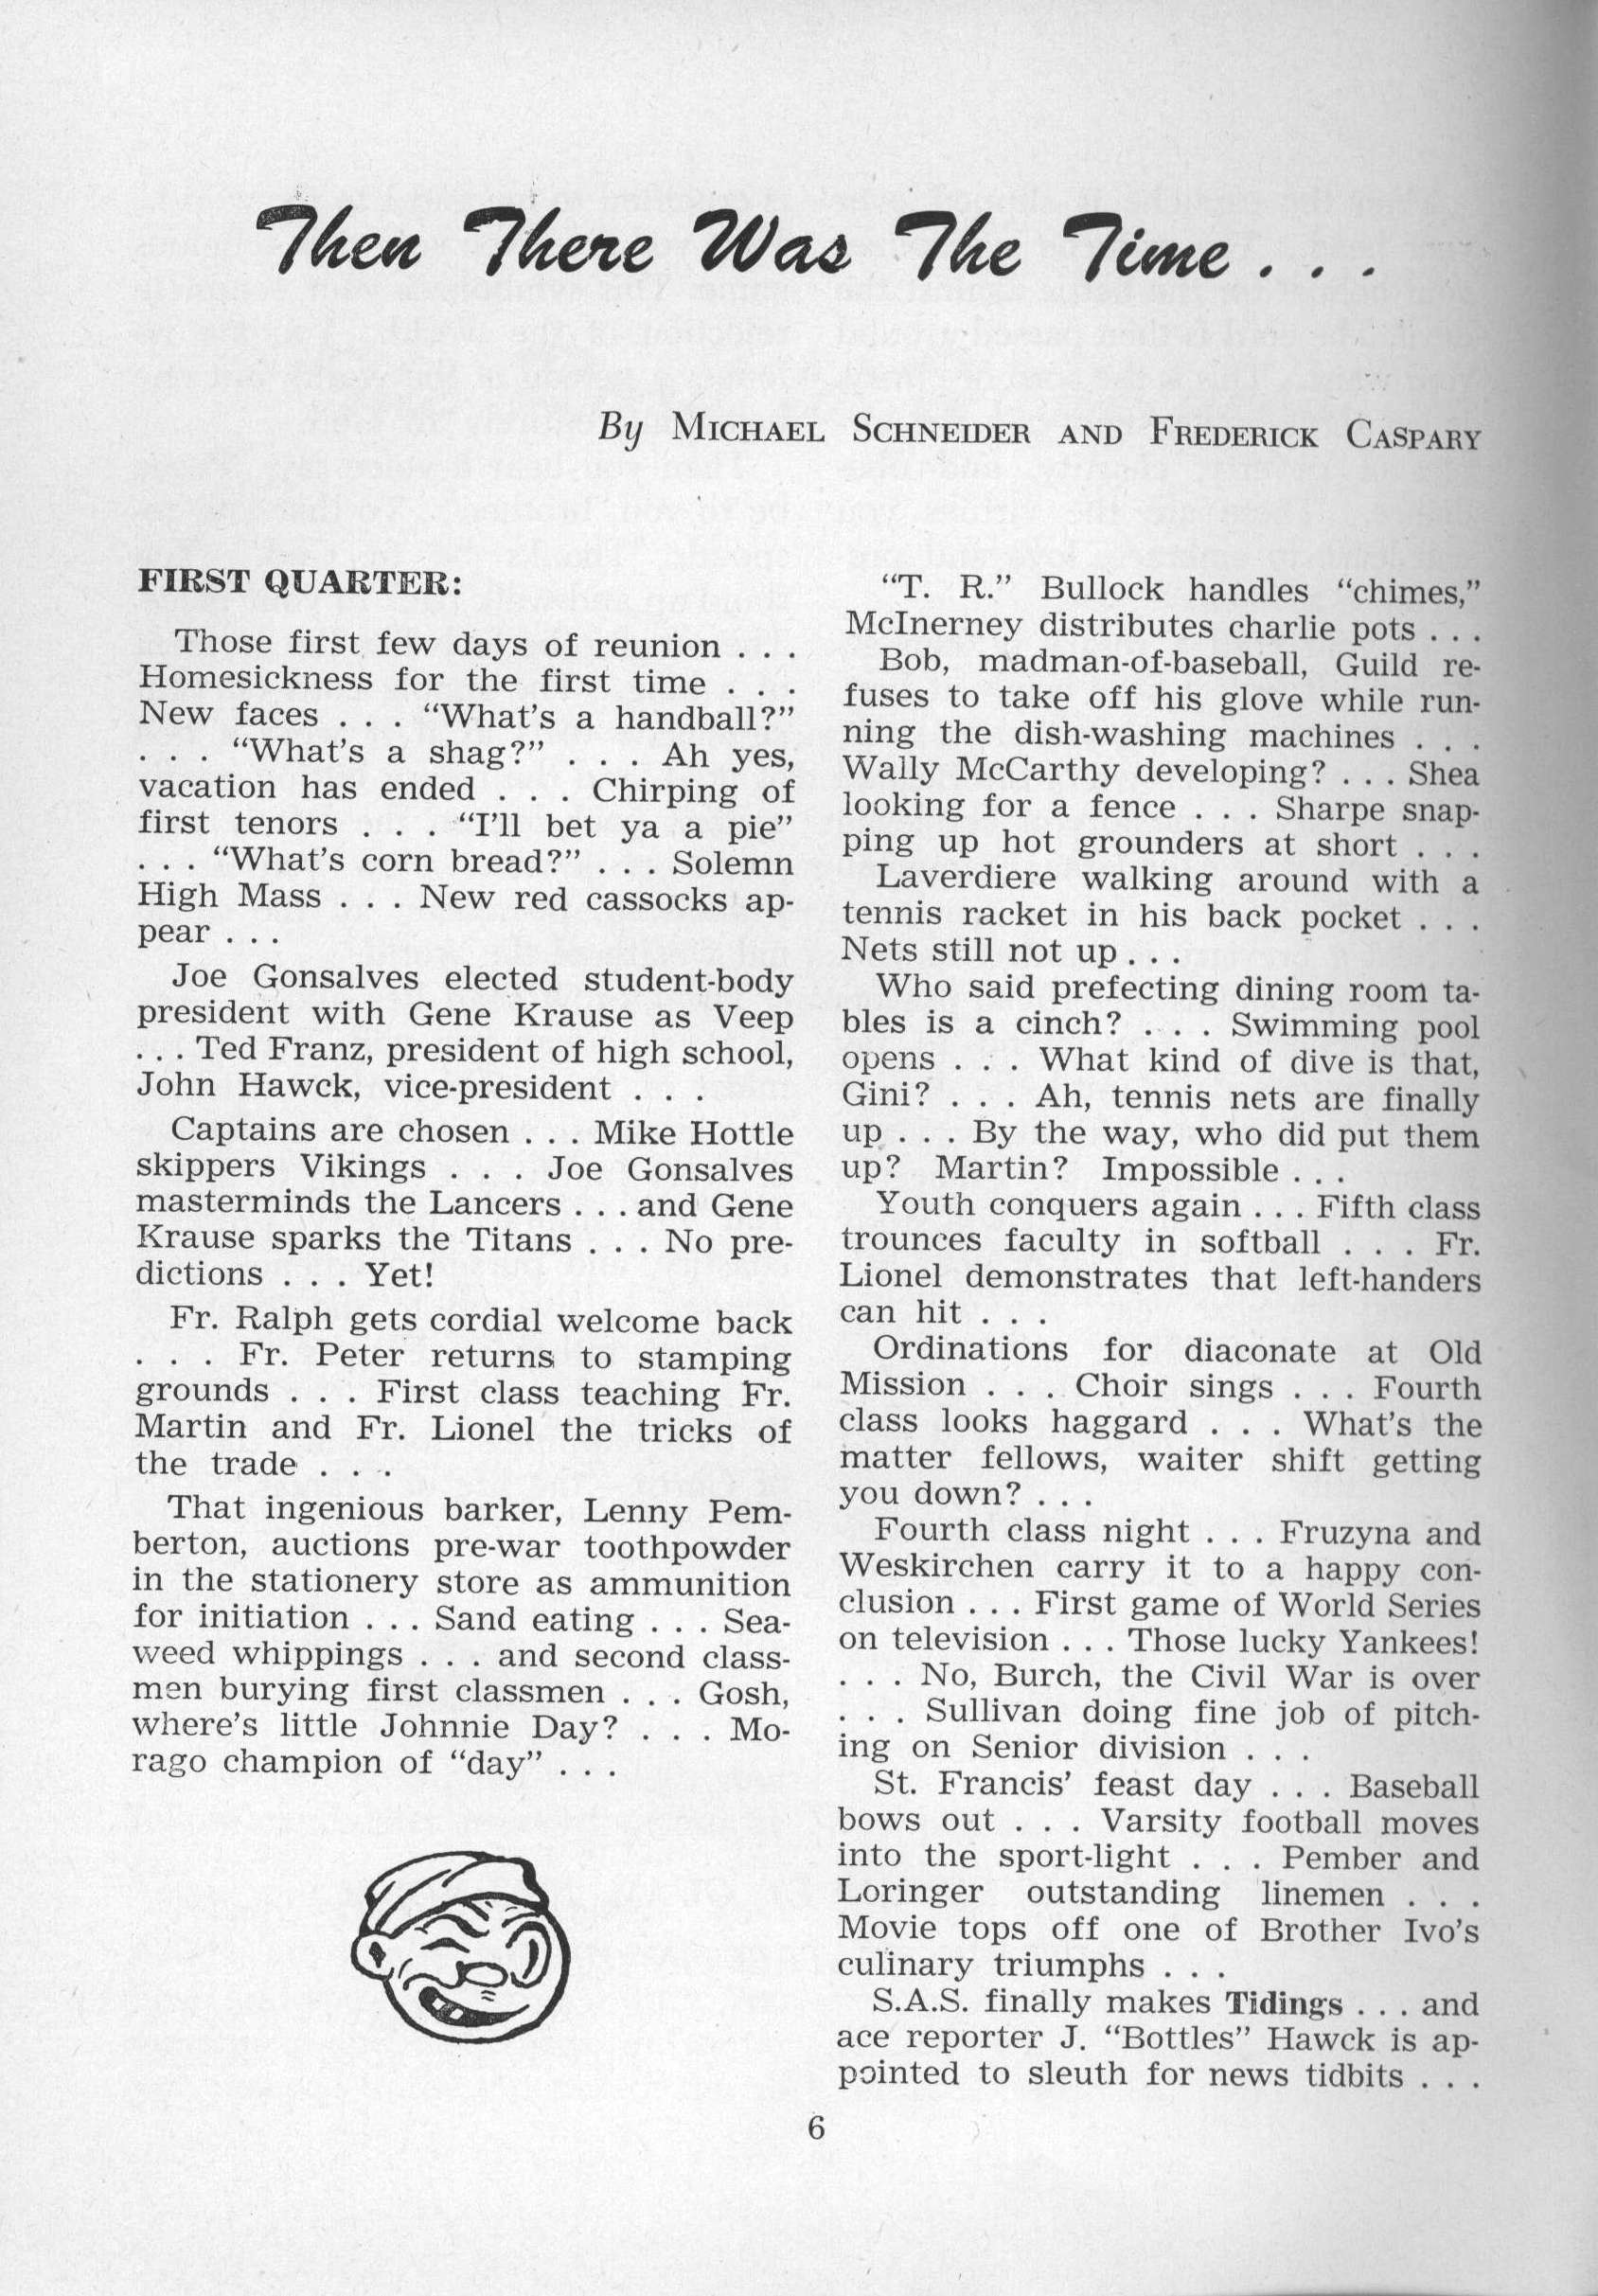 Then There Was The Time . . .
By Michael Schneider and Frederick Caspary
FIRST QUARTER:
Those first few days of reunion . . .
Homesickness for the first time . . .
New faces . . . “What’s a handball?”
. . . “What’s a shag?” . . . Ah yes,
vacation has ended . . . Chirping of
first tenors . . . “I’ll bet ya a pie”
. . . “What’s corn bread?” . . . Solemn
High Mass . . . New red cassocks ap-
pear . . .
Joe Gonsalves elected student-body
president with Gene Krause as Veep
. . . Ted Franz, president of high school,
John Hawck, vice-president . . .
Captains are chosen . . . Mike Hottle
skippers Vikings . . . Joe Gonsalves
masterminds the Lancers . . . and Gene
Krause sparks the Titans . . . No pre-
dictions . . . Yet!
Fr. Ralph gets cordial welcome back
. . . Fr. Peter returns to stamping
grounds . . . First class teaching Fr.
Martin and Fr. Lionel the tricks of
the trade . . .
That ingenious barker, Lenny Pem-
berton, auctions pre-war toothpowder
in the stationery store as ammunition
for initiation . . . Sand eating . . . Sea-
weed whippings . . . and second class-
men burying first classmen . . . Gosh,
where’s little Johnnie Day? . . . Mo-
rago champion of “day” . . .
“T. R.” Bullock handles “chimes,”
McInerney distributes charlie pots . . .
Bob, madman-of-baseball, Guild re-
fuses to take off his glove while run-
ning the dish-washing machines . . .
Wally McCarthy developing? . . . Shea
looking for a fence . . . Sharpe snap-
ping up hot grounders at short . . .
Laverdiere walking around with a
tennis racket in his back pocket . . .
Nets still not up . . .
Who said prefecting dining room ta-
bles is a cinch? . . . Swimming pool
opens . . . What kind of dive is that,
Gini? . . . Ah, tennis nets are finally
up . . . By the way, who did put them
up? Martin? Impossible . . .
Youth conquers again . . . Fifth class
trounces faculty in softball . . . Fr.
Lionel demonstrates that left-handers
can hit . . .
Ordinations for diaconate at Old
Mission . . . Choir sings . . . Fourth
class looks haggard . . . What’s the
matter fellows, waiter shift getting
you down? . . .
Fourth class night . . . Fruzyna and
Weskirchen carry it to a happy con-
clusion . . . First game of World Series
on television . . . Those lucky Yankees!
. . . No, Burch, the Civil War is over
. . . Sullivan doing fine job of pitch-
ing on Senior division . . .
St. Francis’ feast day . . . Baseball
bows out . . . Varsity football moves
into the sport-light . . . Pember and
Loringer outstanding linemen . . .
Movie tops off one of Brother Ivo’s
culinary triumphs . . .
S.A.S. finally makes Tidings . . . and
ace reporter J. “Bottles” Hawck is ap-
pointed to sleuth for news tidbits . . .
6